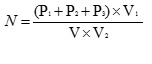 N = (P₁ + P₂ + P₃) × V₁ / V × V₂